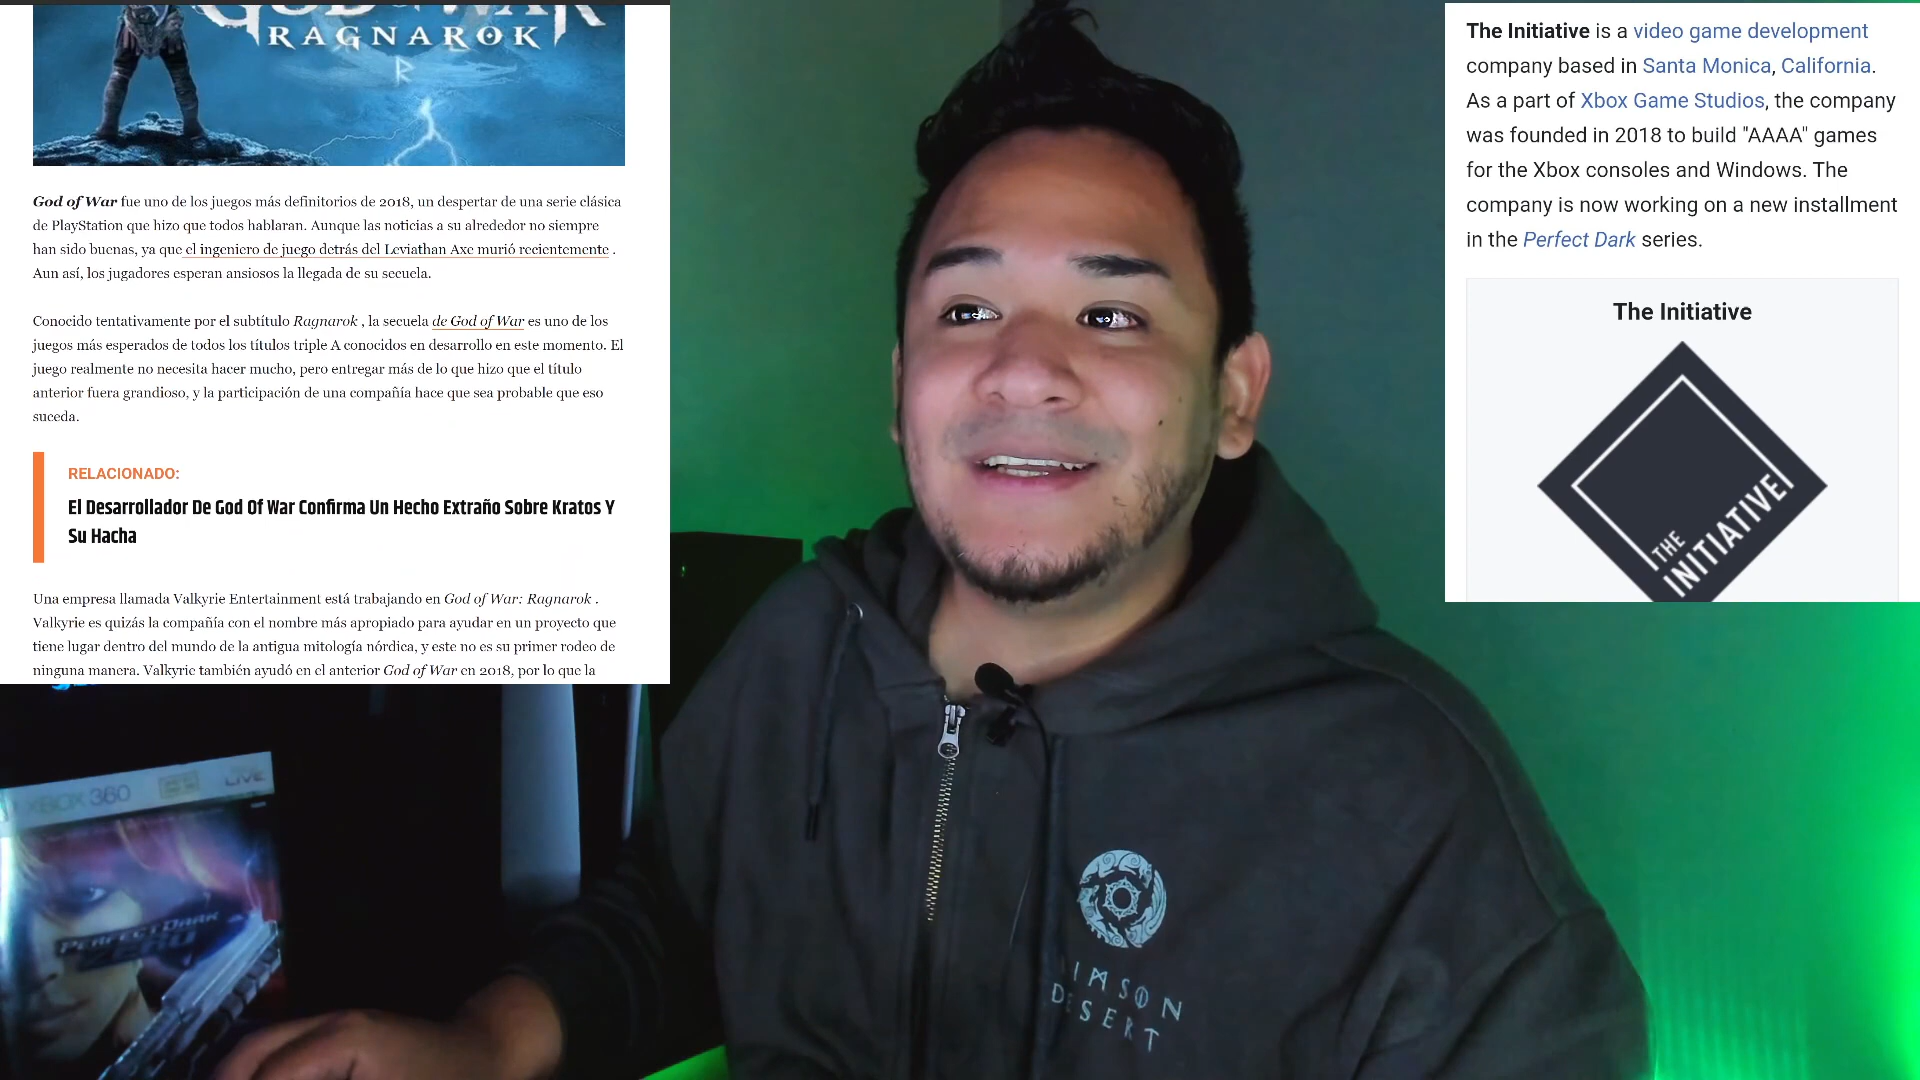 GOD OF WAR
RAGNAROK
God of War fue uno de los juegos más definitorios de 2018, un despertar de una serie clásica
de PlayStation que hizo que todos hablaran. Aunque las noticias a su alrededor no siempre
han sido buenas, ya que el ingeniero de juego detrás del Leviathan Axe murió recientemente .
Aun así, los jugadores esperan ansiosos la llegada de su secuela.
Conocido tentativamente por el subtítulo Ragnarok , la secuela de God of War es uno de los
juegos más esperados de todos los títulos triple A conocidos en desarrollo en este momento. El
juego realmente no necesita hacer mucho, pero entregar más de lo que hizo que el título
anterior fuera grandioso, y la participación de una compañía hace que sea probable que eso
suceda.
RELACIONADO:
El Desarrollador De God Of War Confirma Un Hecho Extraño Sobre Kratos Y
Su Hacha
Una empresa llamada Valkyrie Entertainment está trabajando en God of War: Ragnarok .
Valkyrie es quizás la compañía con el nombre más apropiado para ayudar en un proyecto que
tiene lugar dentro del mundo de la antigua mitología nórdica, y este no es su primer rodeo de
ninguna manera. Valkyrie también ayudó en el anterior God of War en 2018, por lo que la
The Initiative is a video game development
company based in Santa Monica, California.
As a part of Xbox Game Studios, the company
was founded in 2018 to build "AAAA" games
for the Xbox consoles and Windows. The
company is now working on a new installment
in the Perfect Dark series.
The Initiative
THE
INITIATIVE
XBOX 360
LIVE
PERFECT DARK
ZERO
IMSON
DESERT